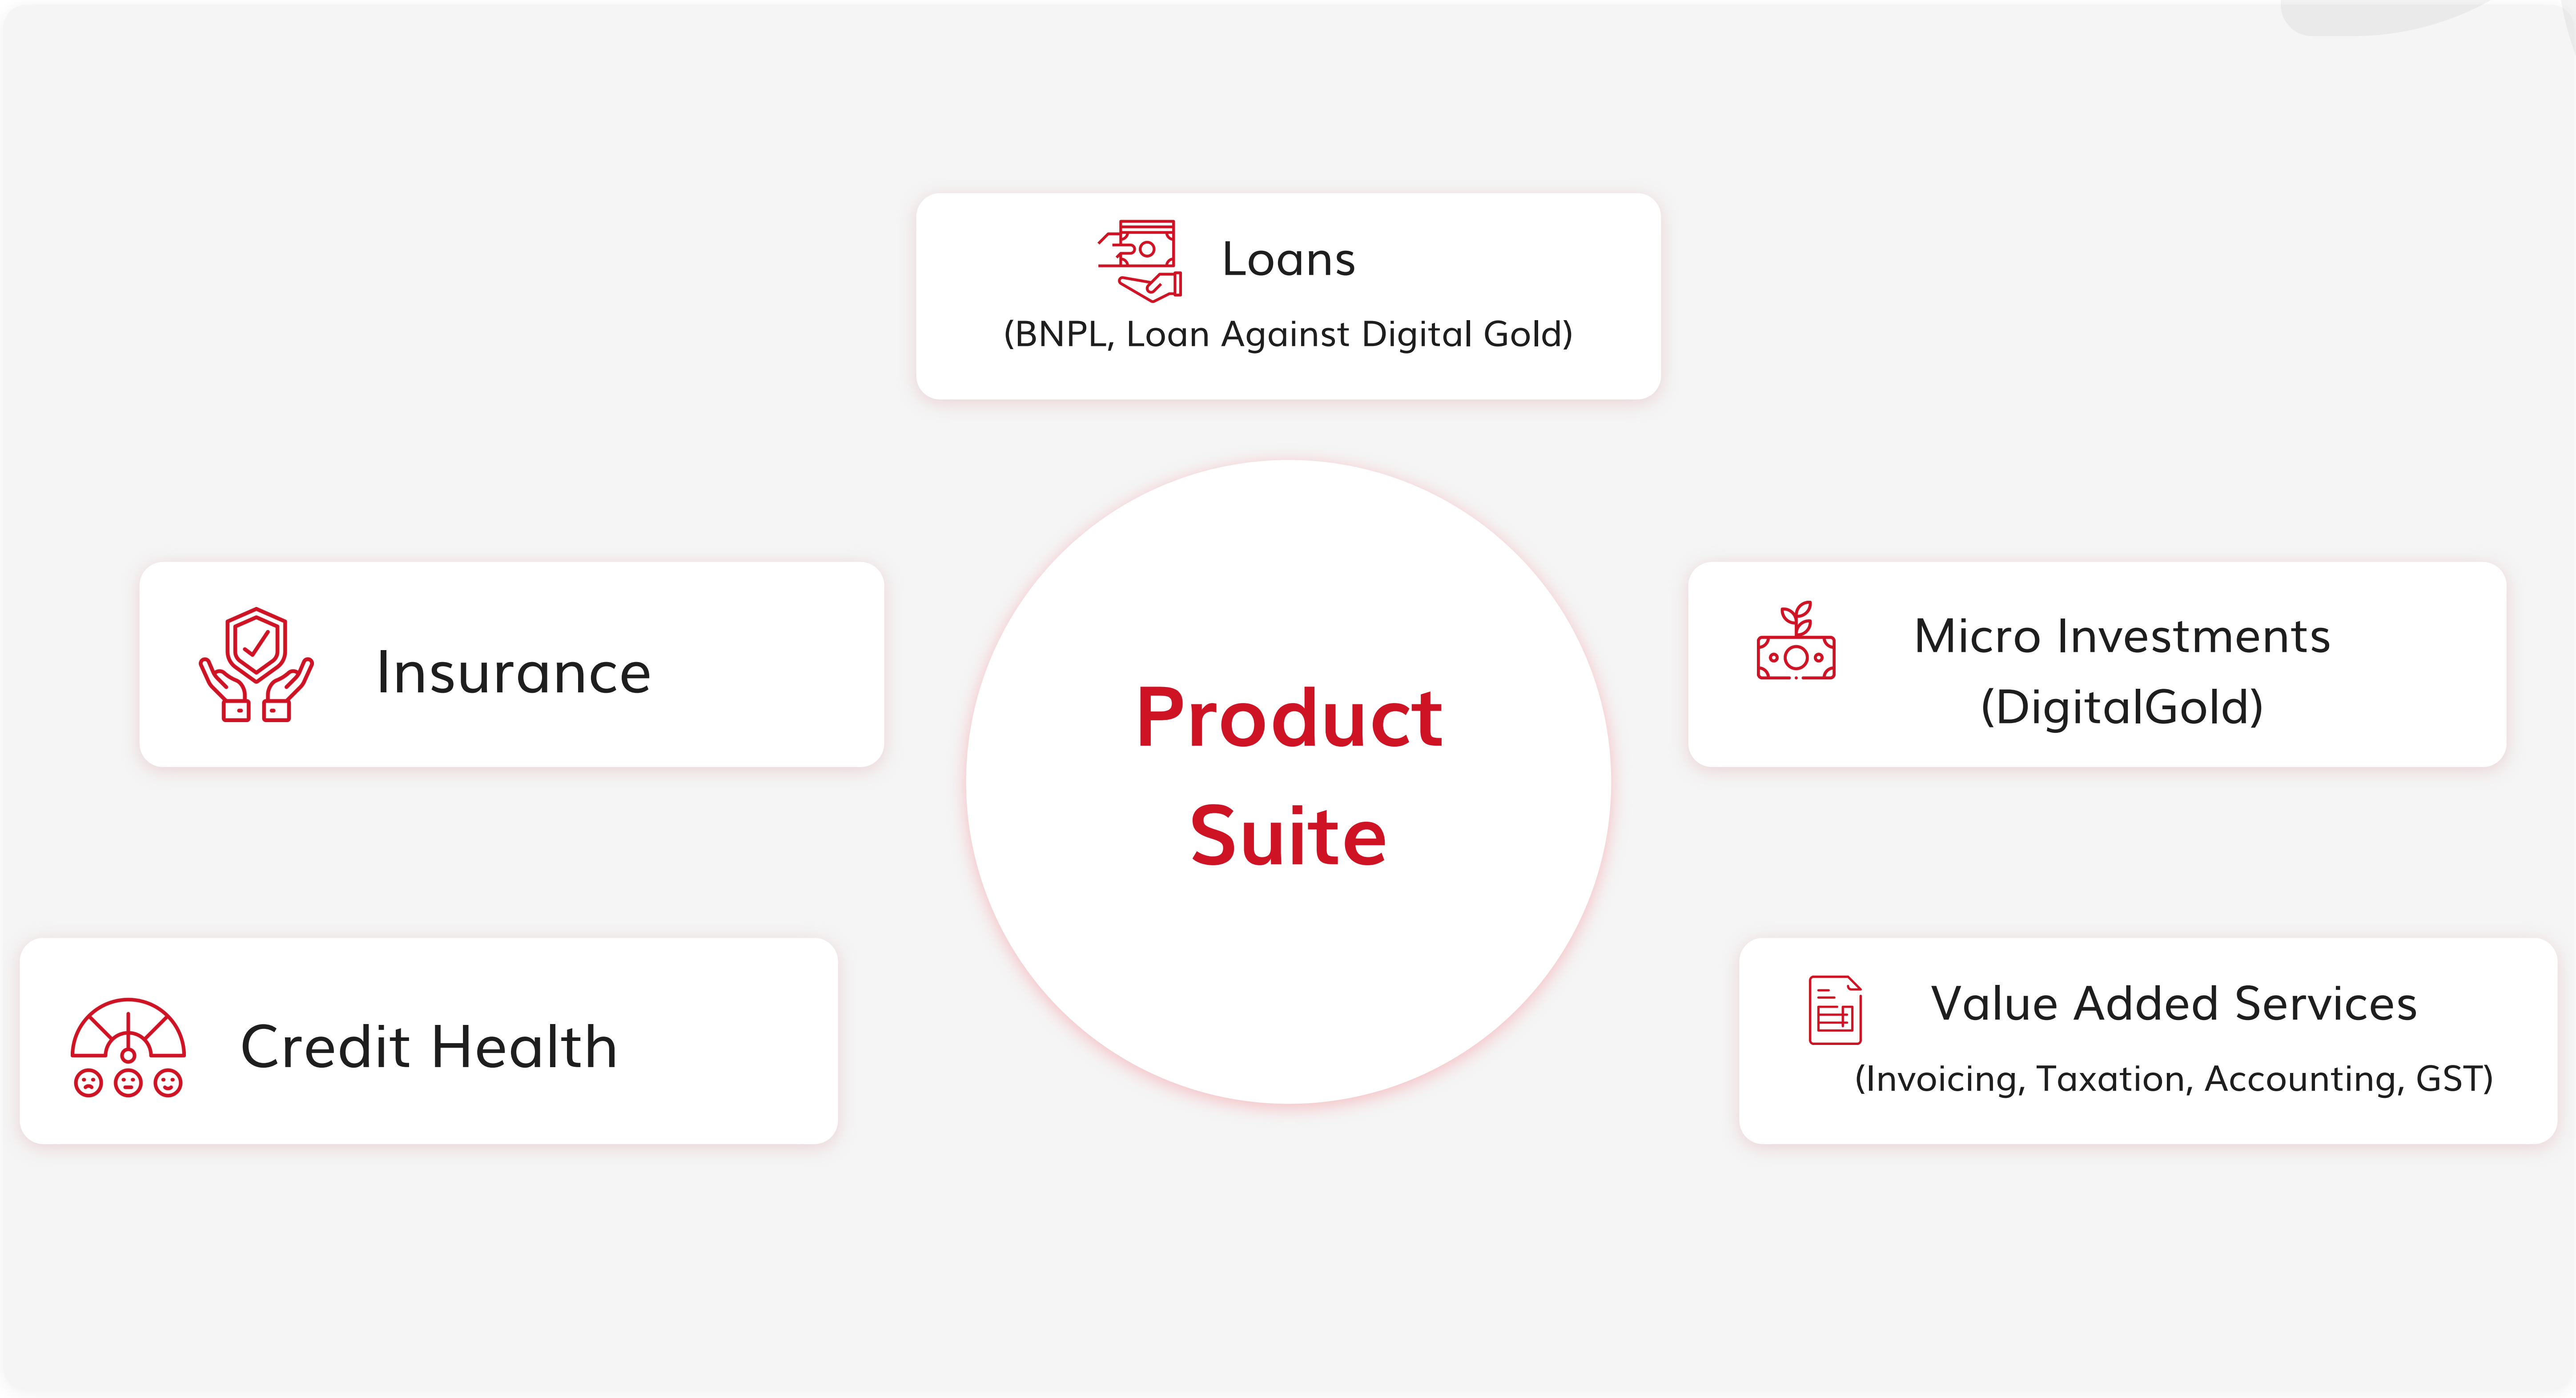 Loans
(BNPL, Loan Against Digital Gold)
Insurance
Micro Investments
(DigitalGold)
Product
Suite
Credit Health
Value Added Services
(Invoicing, Taxation, Accounting, GST)